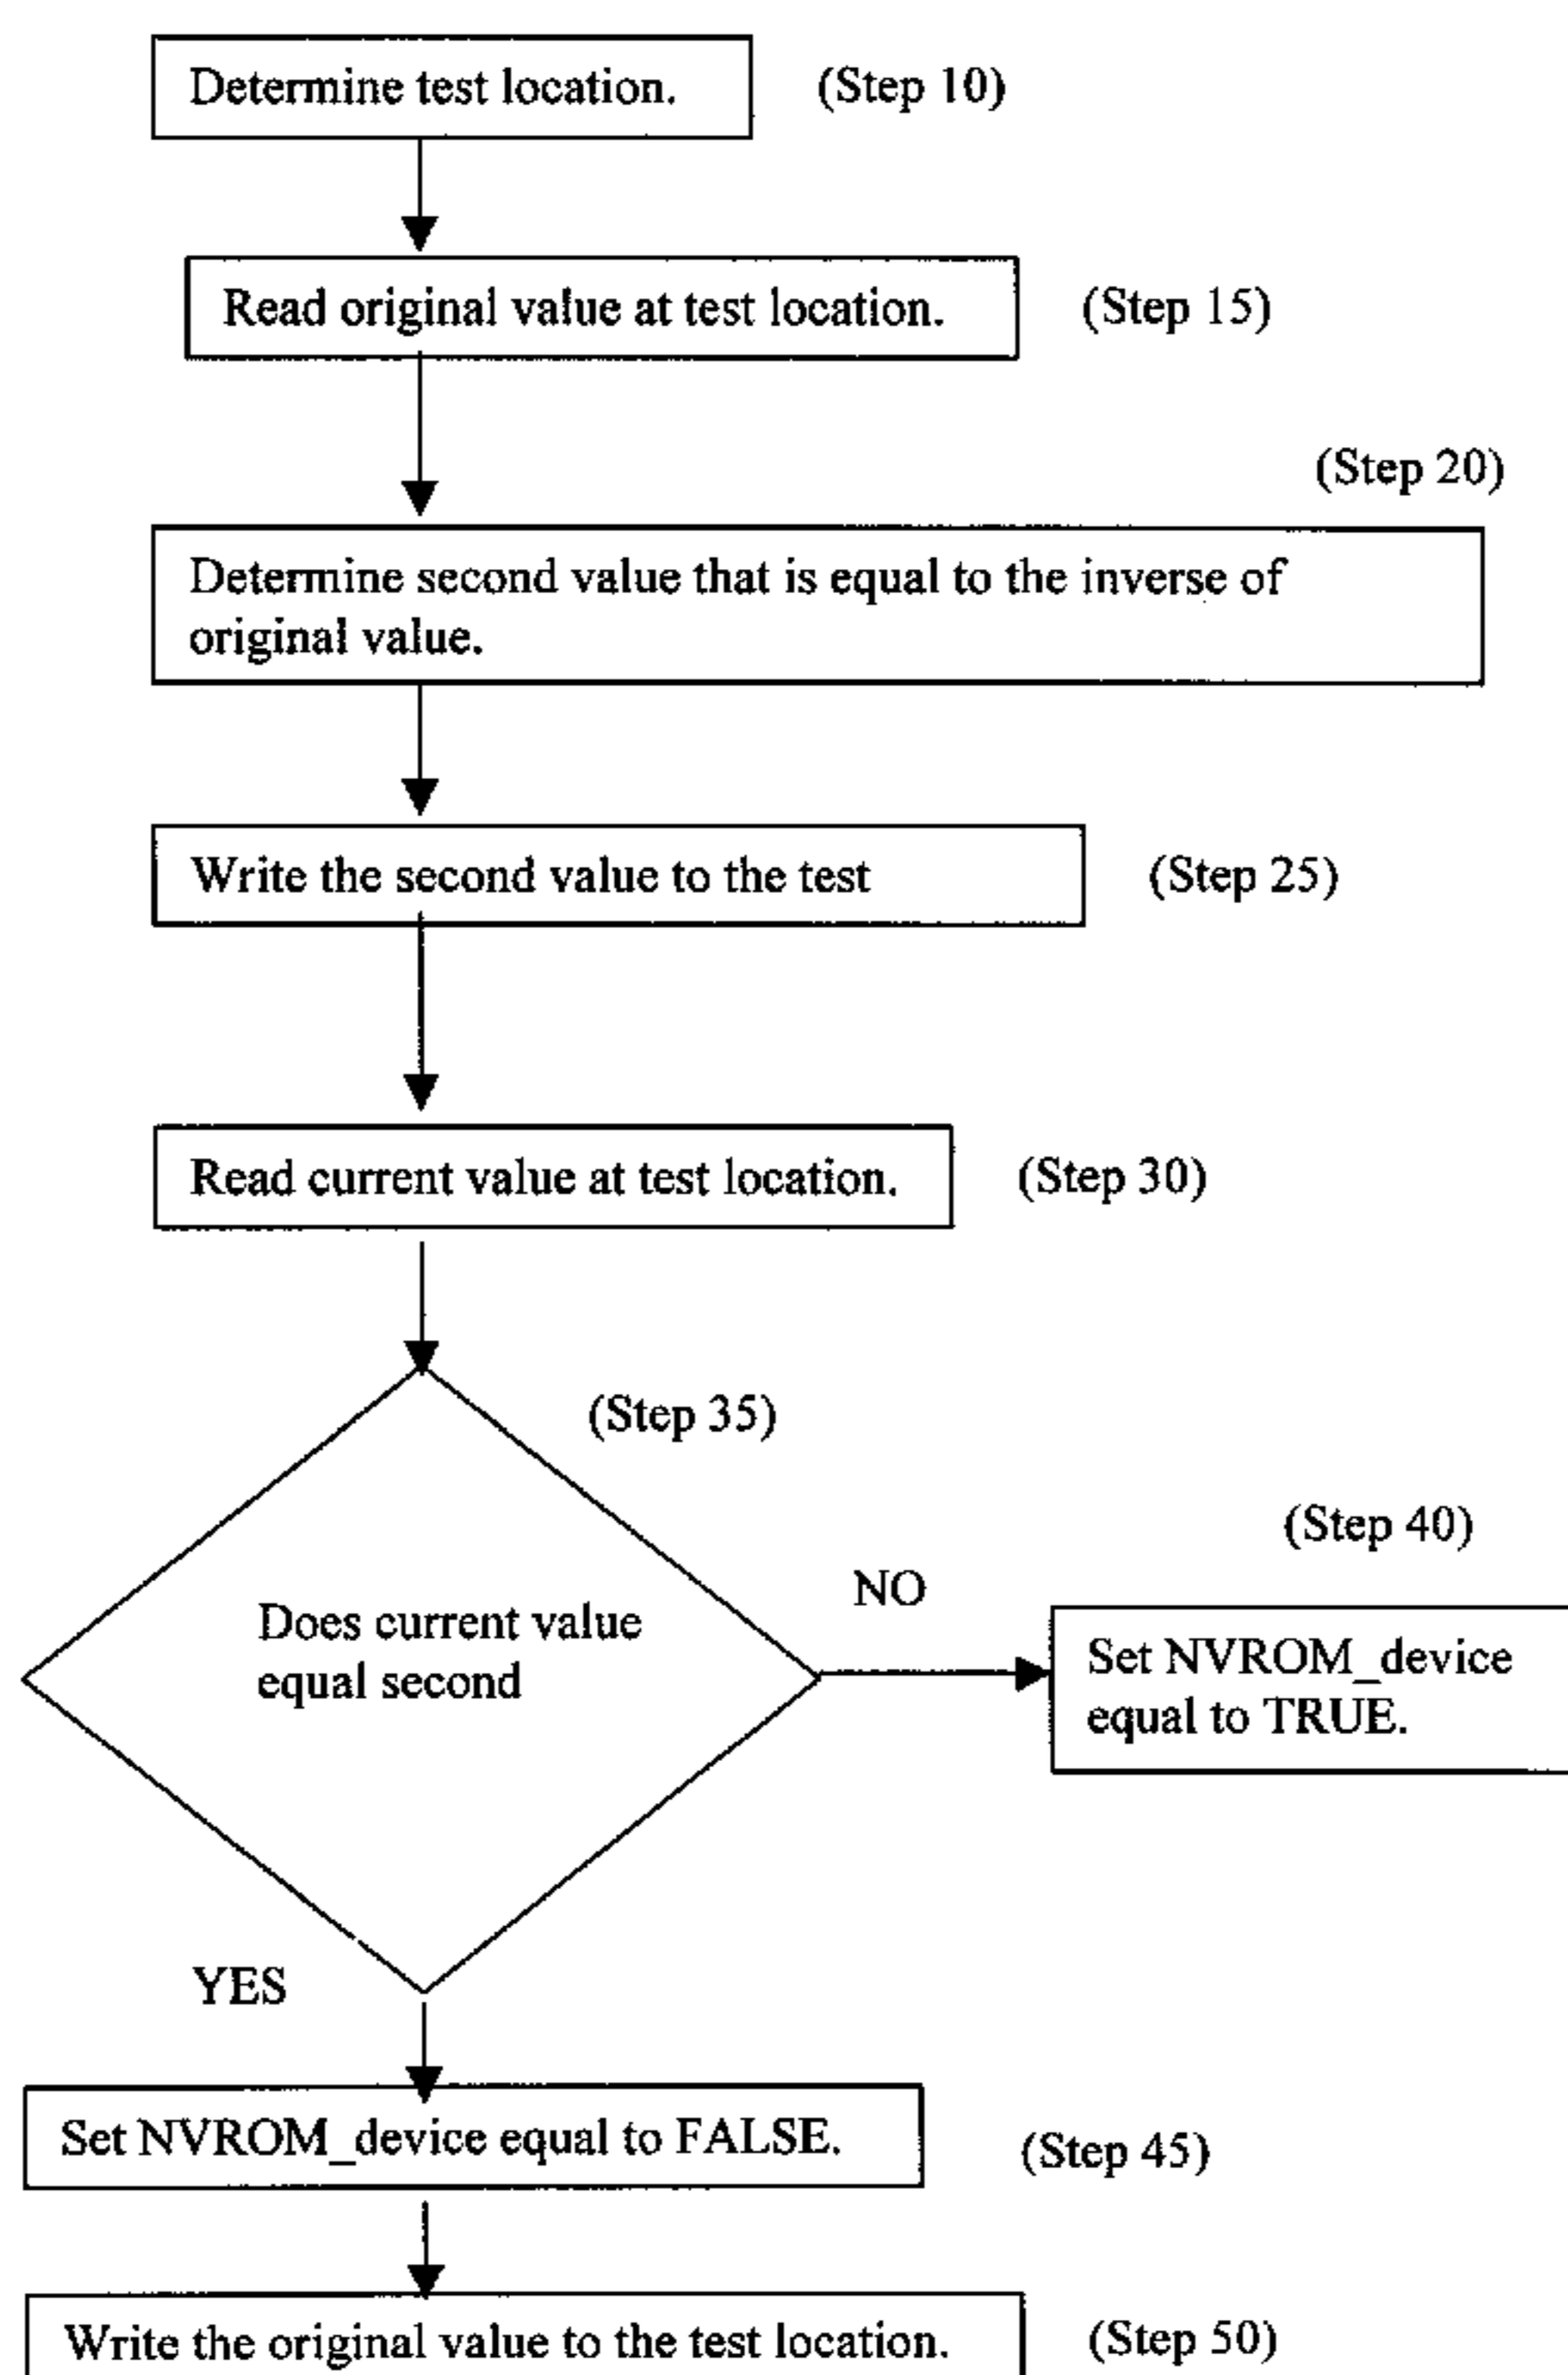 Determine test location.
(Step 10)
Read original value at test location.
(Step 15)
(Step 20)
Determine second value that is equal to the inverse of
original value.
Write the second value to the test
(Step 25)
Read current value at test location.
(Step 30)
(Step 35)
Does current value
equal second
NO
(Step 40)
Set NVROM_device
equal to TRUE.
YES
Set NVROM_device equal to FALSE.
(Step 45)
Write the original value to the test location.
(Step 50)